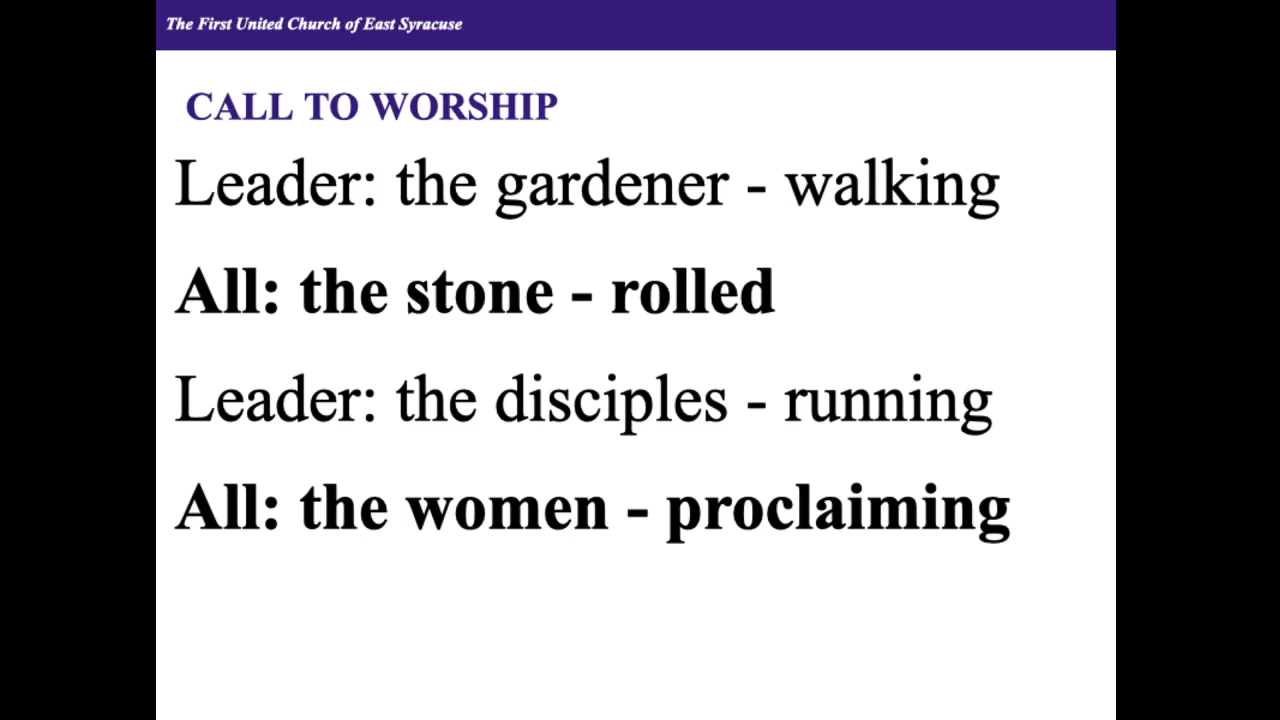 The First United Church of East Syracuse
CALL TO WORSHIP
Leader: the gardener - walking
All: the stone - rolled
Leader: the disciples - running
All: the women - proclaiming